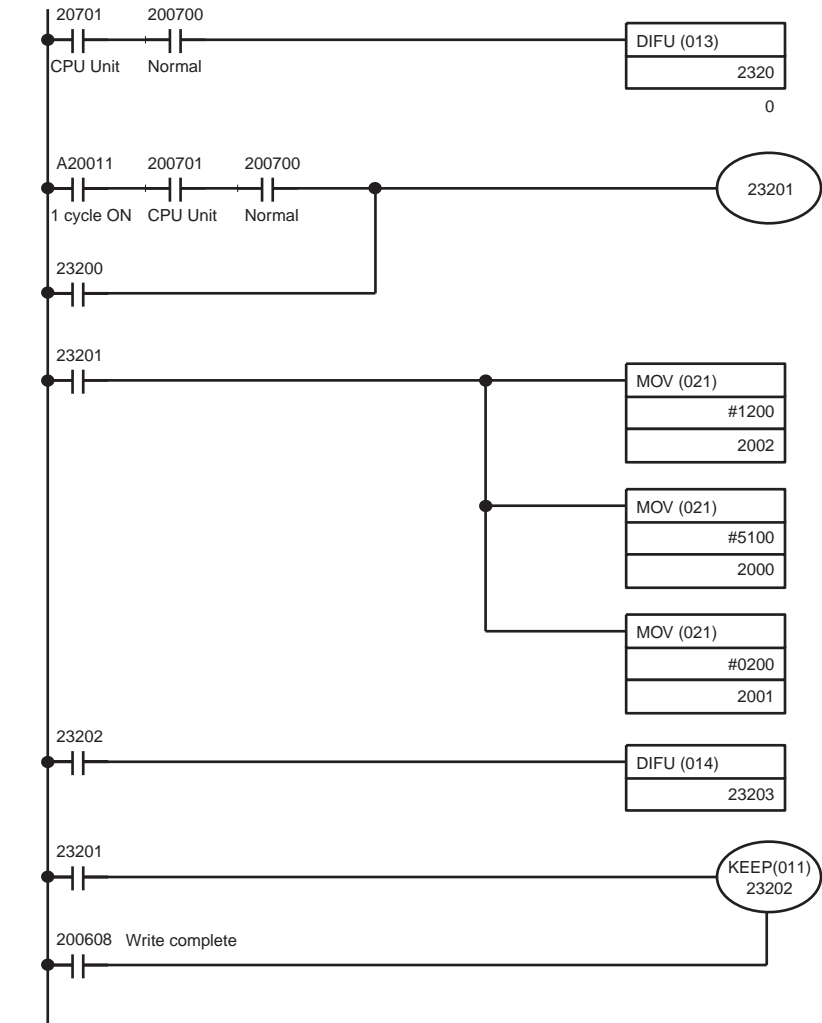 20701 200700
CPU Unit Normal
DIFU (013)
2320
0
A20011 200701 200700
1 cycle ON CPU Unit Normal
23201
23200
23201
MOV (021)
#1200
2002
MOV (021)
#5100
2000
MOV (021)
#0200
2001
23202
DIFU (014)
23203
23201
KEEP(011)
23202
200608 Write complete